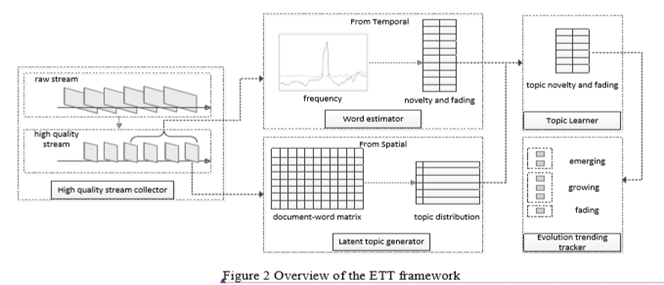 raw stream
high quality
stream
High quality stream collector
From Temporal
frequency
novelty and fading
Word estimator
From Spatial
document-word matrix
topic distribution
Latent topic generator
topic novelty and fading
Topic Learner
emerging
growing
fading
Evolution trending
tracker
Figure 2 Overview of the ETT framework